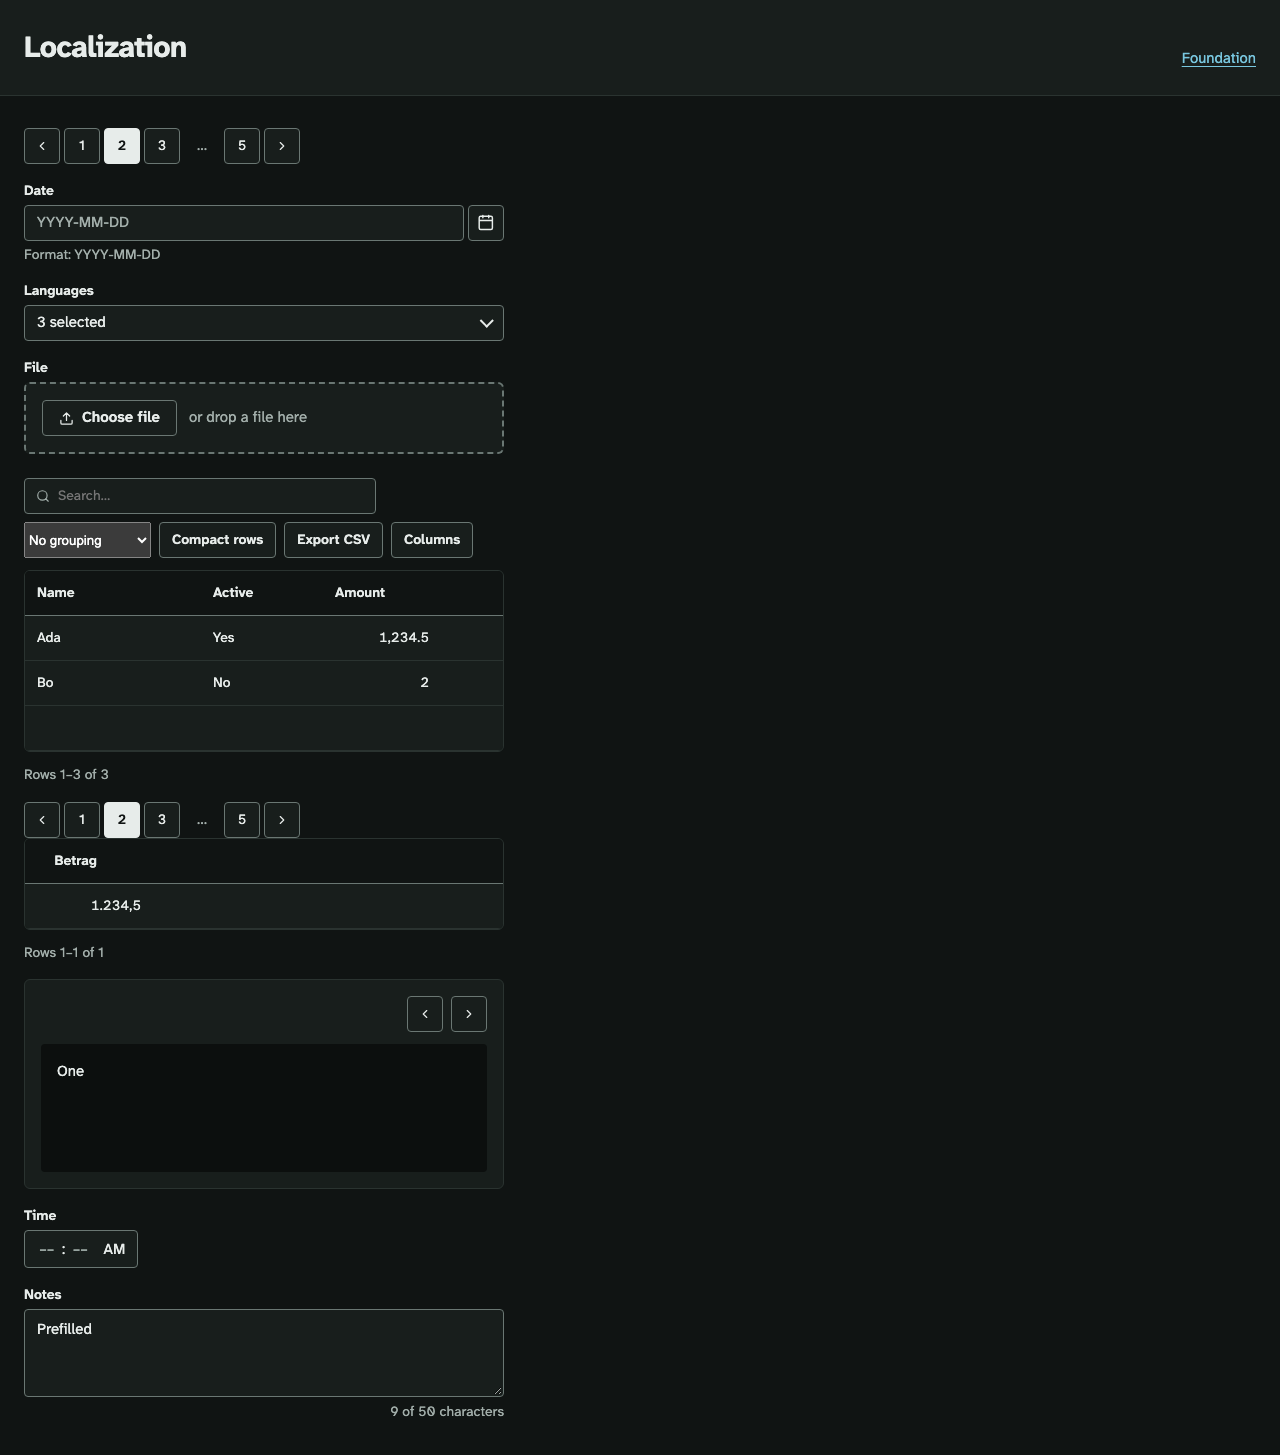 Localization
Foundation
1 2 3 … 5
Date
YYYY-MM-DD
Format: YYYY-MM-DD
Languages
3 selected
File
Choose file or drop a file here
Search…
No grouping Compact rows Export CSV Columns
Name Active Amount
Ada Yes 1,234.5
Bo No 2
Rows 1–3 of 3
1 2 3 … 5
Betrag
1.234,5
Rows 1–1 of 1
One
Time
–– : –– AM
Notes
Prefilled
9 of 50 characters